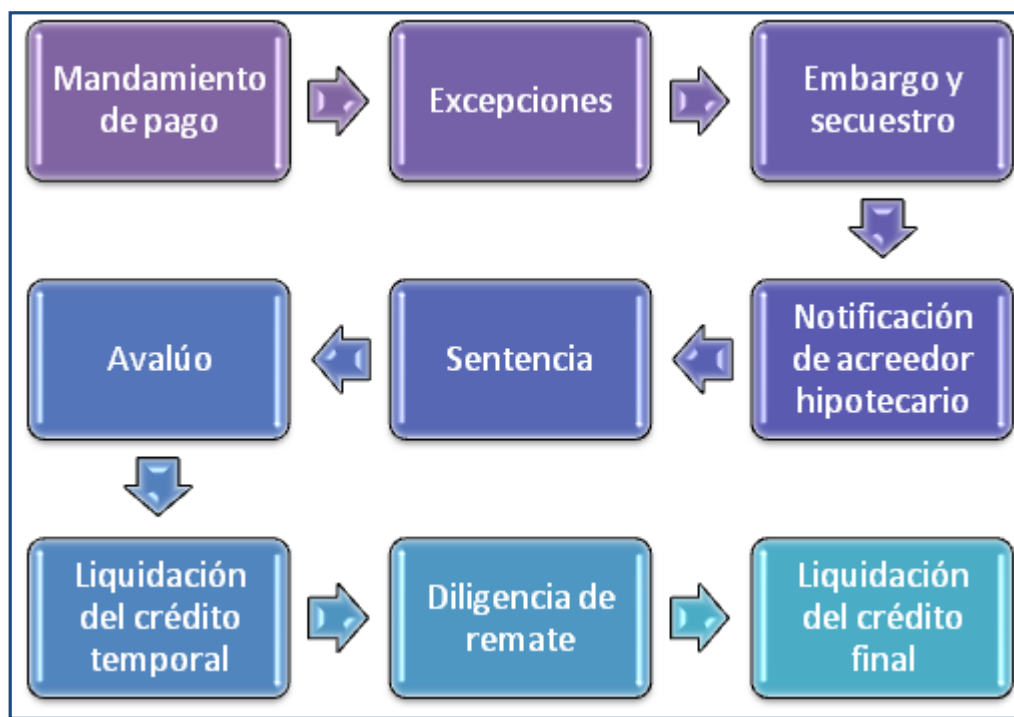 Mandamiento
de pago
Excepciones
Embargo y
secuestro
Notificación
de acreedor
hipotecario
Sentencia
Avalúo
Liquidación
del crédito
temporal
Diligencia de
remate
Liquidación
del crédito
final